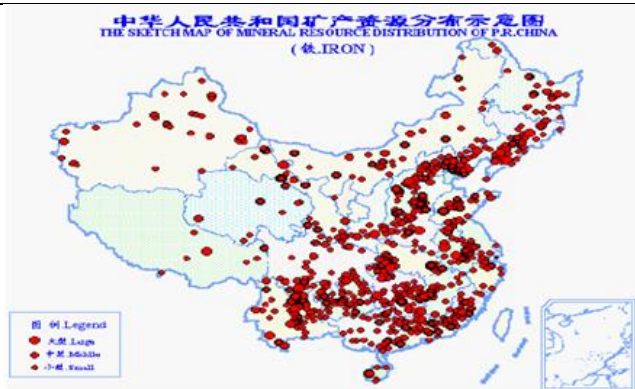 中华人民共和国矿产资源分布示意图
THE SKETCH MAP OF MINERAL RESOURCE DISTRIBUTION OF P.R.CHINA
(铁.IRON)
图 例.Legend
大型.Large
中型.Middle
小型.Small